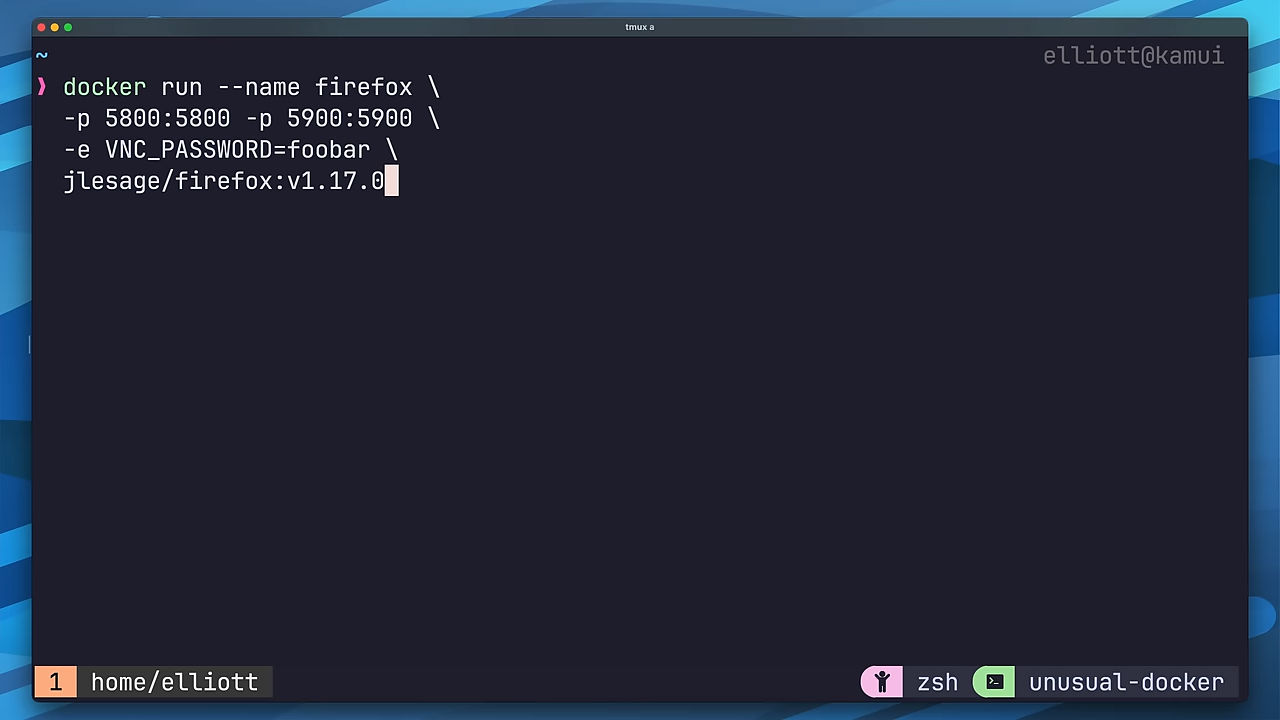 tmux a
~
elliott@kamui
❯ docker run --name firefox \
-p 5800:5800 -p 5900:5900 \
-e VNC_PASSWORD=foobar \
jlesage/firefox:v1.17.0
1 home/elliott
zsh unusual-docker